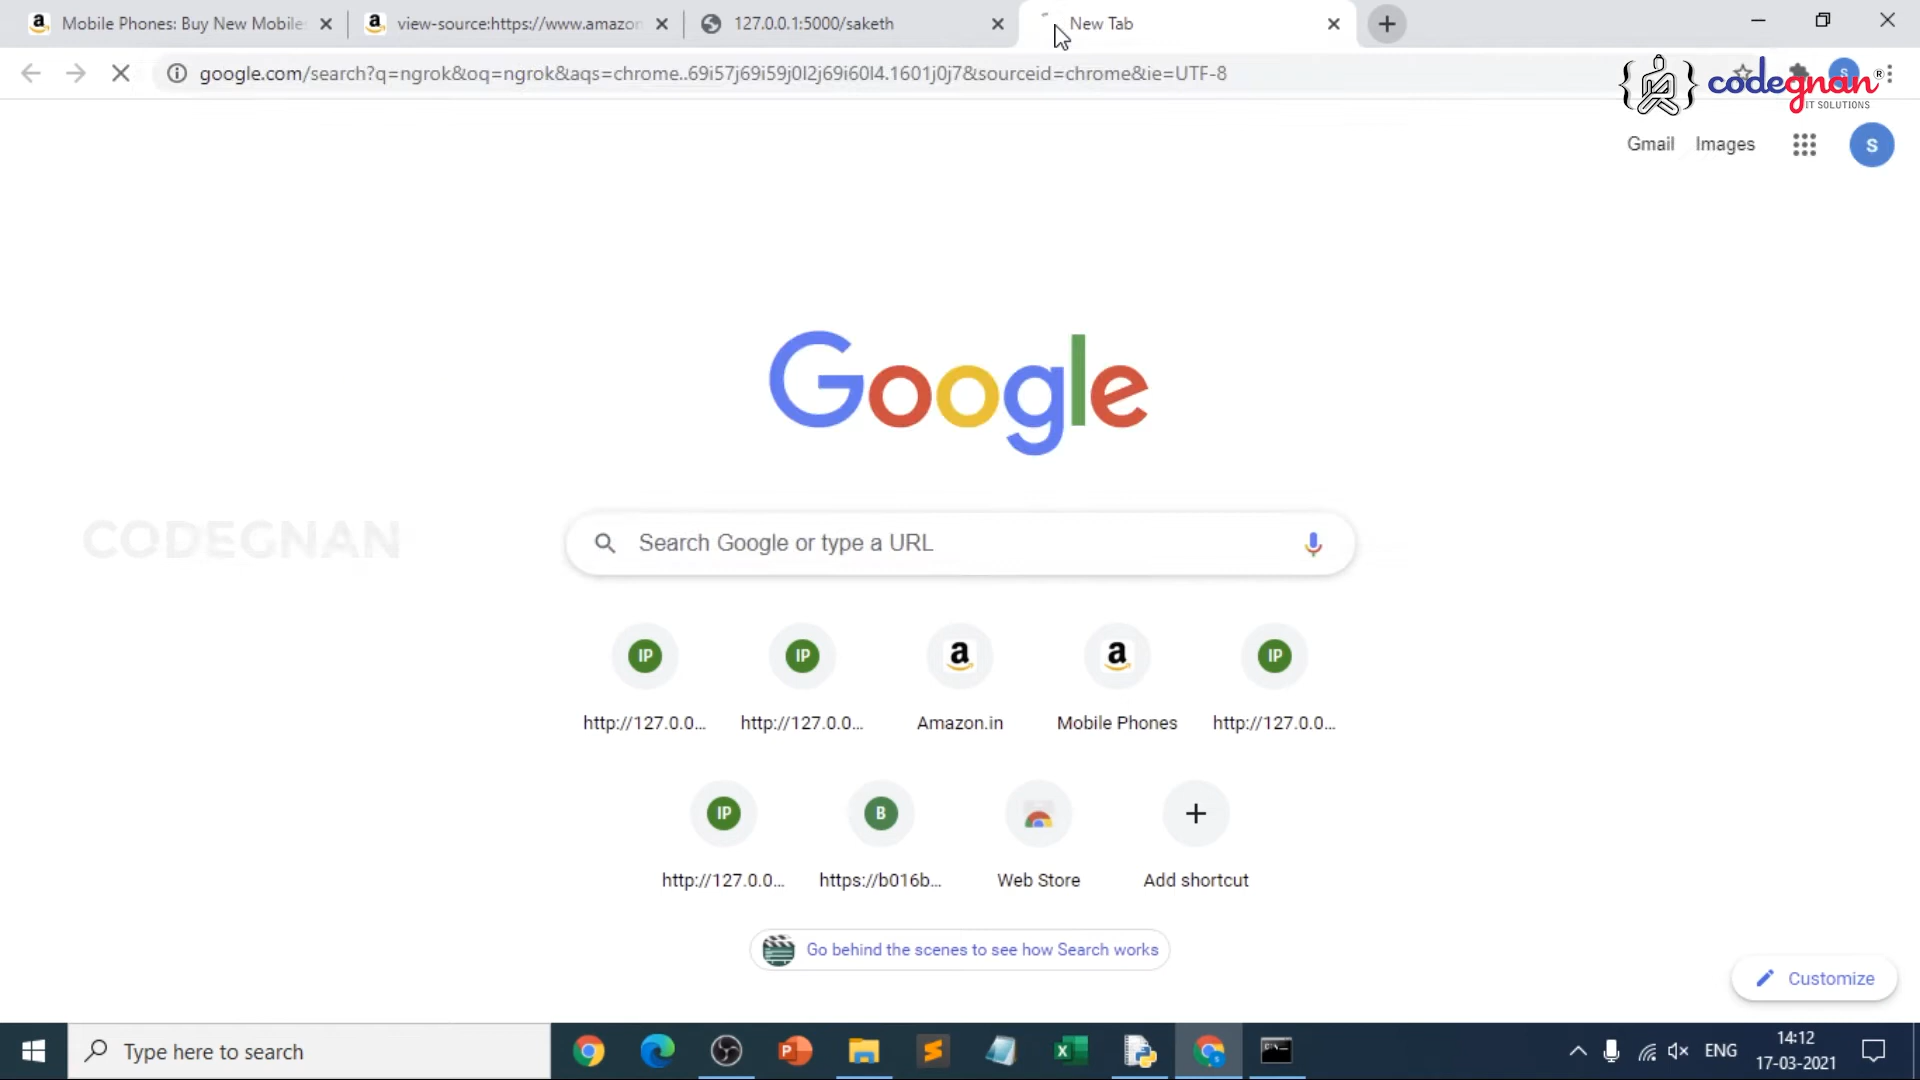 Mobile Phones: Buy New Mobiles
view-source:https://www.amazon
127.0.0.1:5000/saketh
New Tab
google.com/search?q=ngrok&oq=ngrok&aqs=chrome..69i57j69i59j0l2j69i60l4.1601j0j7&sourceid=chrome&ie=UTF-8
codegnan®
IT SOLUTIONS
Gmail
Images
S
Google
CODEGNAN
Search Google or type a URL
IP
IP
a
a
IP
http://127.0.0...
http://127.0.0...
Amazon.in
Mobile Phones
http://127.0.0...
IP
B
http://127.0.0...
https://b016b...
Web Store
Add shortcut
Go behind the scenes to see how Search works
Customize
Type here to search
ENG
14:12
17-03-2021